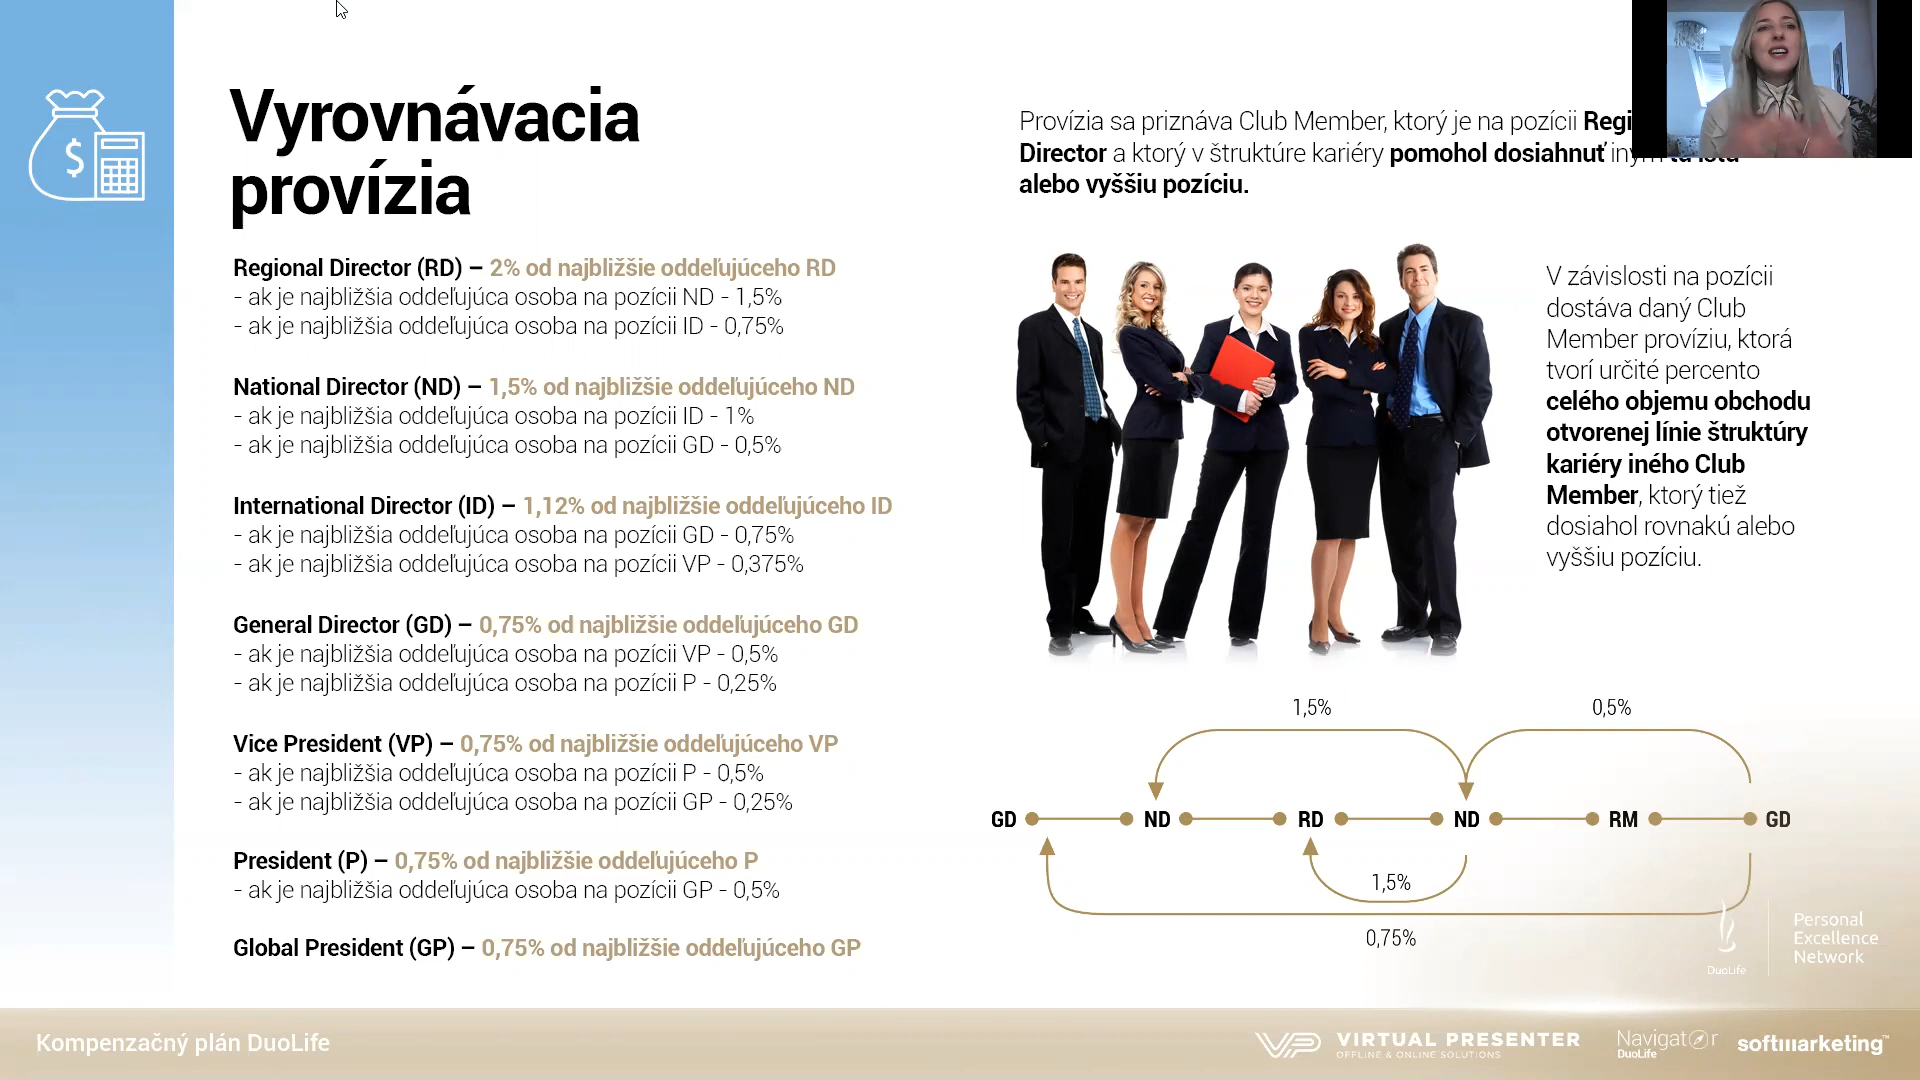 Vyrovnávacia
provízia
Regional Director (RD) – 2% od najbližšie oddeľujúceho RD
- ak je najbližšia oddeľujúca osoba na pozícii ND - 1,5%
- ak je najbližšia oddeľujúca osoba na pozícii ID - 0,75%
National Director (ND) – 1,5% od najbližšie oddeľujúceho ND
- ak je najbližšia oddeľujúca osoba na pozícii ID - 1%
- ak je najbližšia oddeľujúca osoba na pozícii GD - 0,5%
International Director (ID) – 1,12% od najbližšie oddeľujúceho ID
- ak je najbližšia oddeľujúca osoba na pozícii GD - 0,75%
- ak je najbližšia oddeľujúca osoba na pozícii VP - 0,375%
General Director (GD) – 0,75% od najbližšie oddeľujúceho GD
- ak je najbližšia oddeľujúca osoba na pozícii VP - 0,5%
- ak je najbližšia oddeľujúca osoba na pozícii P - 0,25%
Vice President (VP) – 0,75% od najbližšie oddeľujúceho VP
- ak je najbližšia oddeľujúca osoba na pozícii P - 0,5%
- ak je najbližšia oddeľujúca osoba na pozícii GP - 0,25%
President (P) – 0,75% od najbližšie oddeľujúceho P
- ak je najbližšia oddeľujúca osoba na pozícii GP - 0,5%
Global President (GP) – 0,75% od najbližšie oddeľujúceho GP
Provízia sa priznáva Club Member, ktorý je na pozícii
Director a ktorý v štruktúre kariéry pomohol dosiahnuť
alebo vyššiu pozíciu.
V závislosti na pozícii
dostáva daný Club
Member províziu, ktorá
tvorí určité percento
celého objemu obchodu
otvorenej línie štruktúry
kariéry iného Club
Member, ktorý tiež
dosiahol rovnakú alebo
vyššiu pozíciu.
1,5% 0,5%
GD ND RD ND RM GD
1,5%
0,75%
DuoLife
Personal
Excellence
Network
Kompenzačný plán DuoLife
VP VIRTUAL PRESENTER
OFFLINE & ONLINE SOLUTIONS
Navigator
DuoLife
softmarketing™